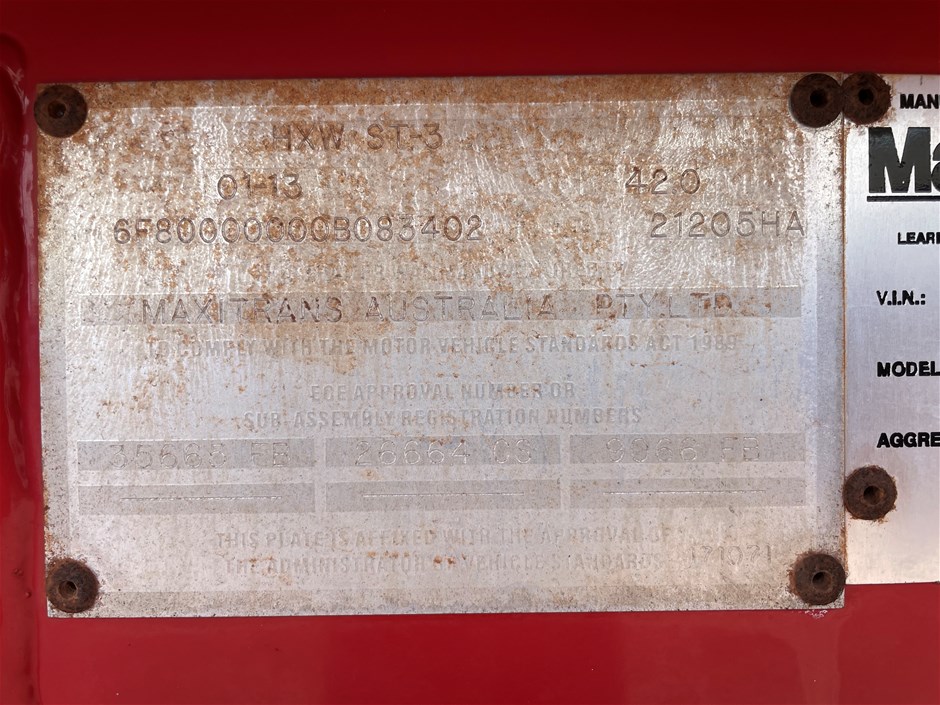 HXW ST-3
01-13 420
21205HA
MAXITRANS AUSTRALIA PTY.LTD
TO COMPLY WITH THE MOTOR VEHICLE STANDARDS ACT 1989
ECE APPROVAL NUMBER OR
SUB-ASSEMBLY REGISTRATION NUMBERS
26664 CS
THIS PLATE IS AFFIXED WITH THE APPROVAL OF
THE ADMINISTRATOR OF VEHICLE STANDARDS
MAN
Ma
LEAR
V.I.N.:
MODEL
AGGRE